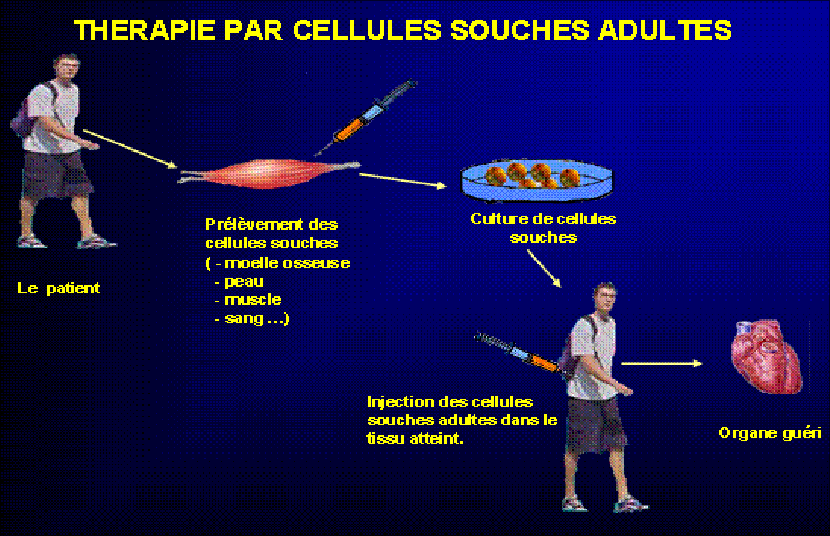 THERAPIE PAR CELLULES SOUCHES ADULTES
Le patient
Prélèvement des
cellules souches
( - moelle osseuse
- peau
- muscle
- sang ...)
Culture de cellules
souches
Injection des cellules
souches adultes dans le
tissu atteint.
Organe guéri